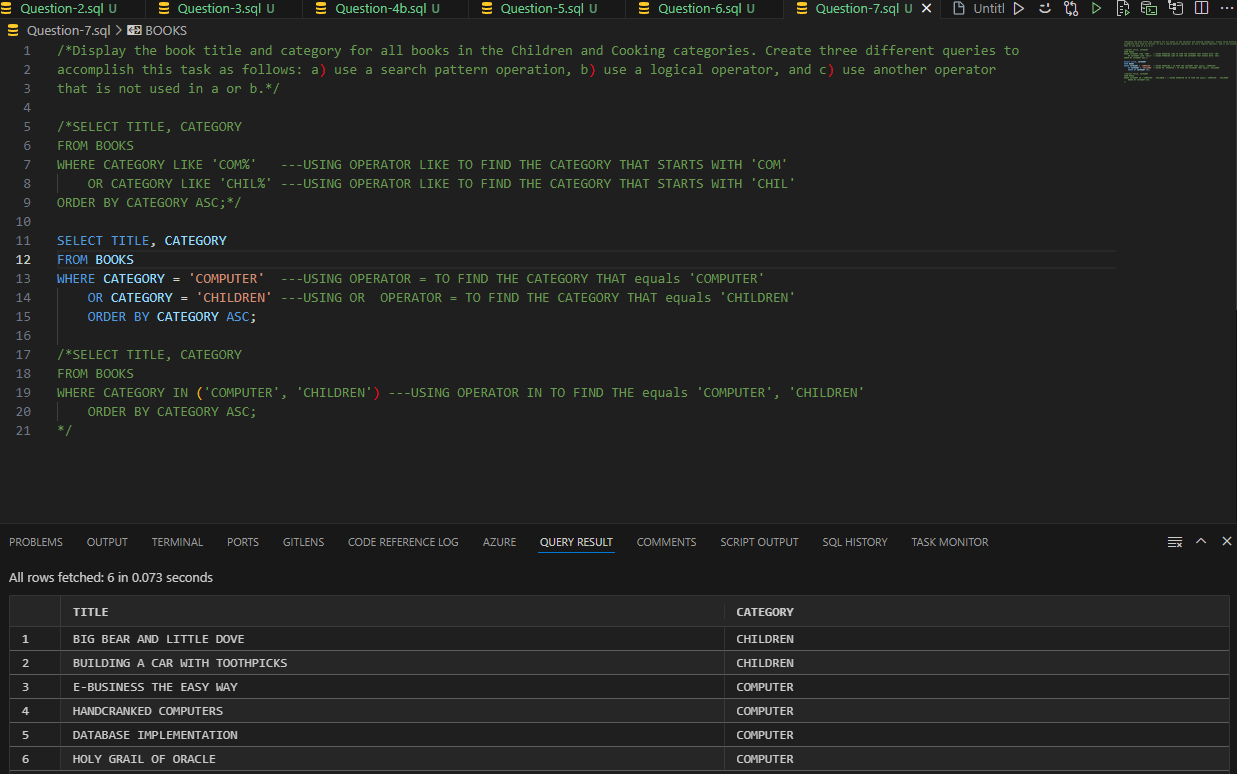 Question-2.sql U Question-3.sql U Question-4b.sql U Question-5.sql U Question-6.sql U Question-7.sql U Untitl
Question-7.sql > BOOKS
1 /*Display the book title and category for all books in the Children and Cooking categories. Create three different queries to
2 accomplish this task as follows: a) use a search pattern operation, b) use a logical operator, and c) use another operator
3 that is not used in a or b.*/
4
5 /*SELECT TITLE, CATEGORY
6 FROM BOOKS
7 WHERE CATEGORY LIKE 'COM%' ---USING OPERATOR LIKE TO FIND THE CATEGORY THAT STARTS WITH 'COM'
8 OR CATEGORY LIKE 'CHIL%' ---USING OPERATOR LIKE TO FIND THE CATEGORY THAT STARTS WITH 'CHIL'
9 ORDER BY CATEGORY ASC;*/
10
11 SELECT TITLE, CATEGORY
12 FROM BOOKS
13 WHERE CATEGORY = 'COMPUTER' ---USING OPERATOR = TO FIND THE CATEGORY THAT equals 'COMPUTER'
14 OR CATEGORY = 'CHILDREN' ---USING OR OPERATOR = TO FIND THE CATEGORY THAT equals 'CHILDREN'
15 ORDER BY CATEGORY ASC;
16
17 /*SELECT TITLE, CATEGORY
18 FROM BOOKS
19 WHERE CATEGORY IN ('COMPUTER', 'CHILDREN') ---USING OPERATOR IN TO FIND THE equals 'COMPUTER', 'CHILDREN'
20 ORDER BY CATEGORY ASC;
21 */
PROBLEMS OUTPUT TERMINAL PORTS GITLENS CODE REFERENCE LOG AZURE QUERY RESULT COMMENTS SCRIPT OUTPUT SQL HISTORY TASK MONITOR
All rows fetched: 6 in 0.073 seconds
TITLE CATEGORY
1 BIG BEAR AND LITTLE DOVE CHILDREN
2 BUILDING A CAR WITH TOOTHPICKS CHILDREN
3 E-BUSINESS THE EASY WAY COMPUTER
4 HANDCRANKED COMPUTERS COMPUTER
5 DATABASE IMPLEMENTATION COMPUTER
6 HOLY GRAIL OF ORACLE COMPUTER